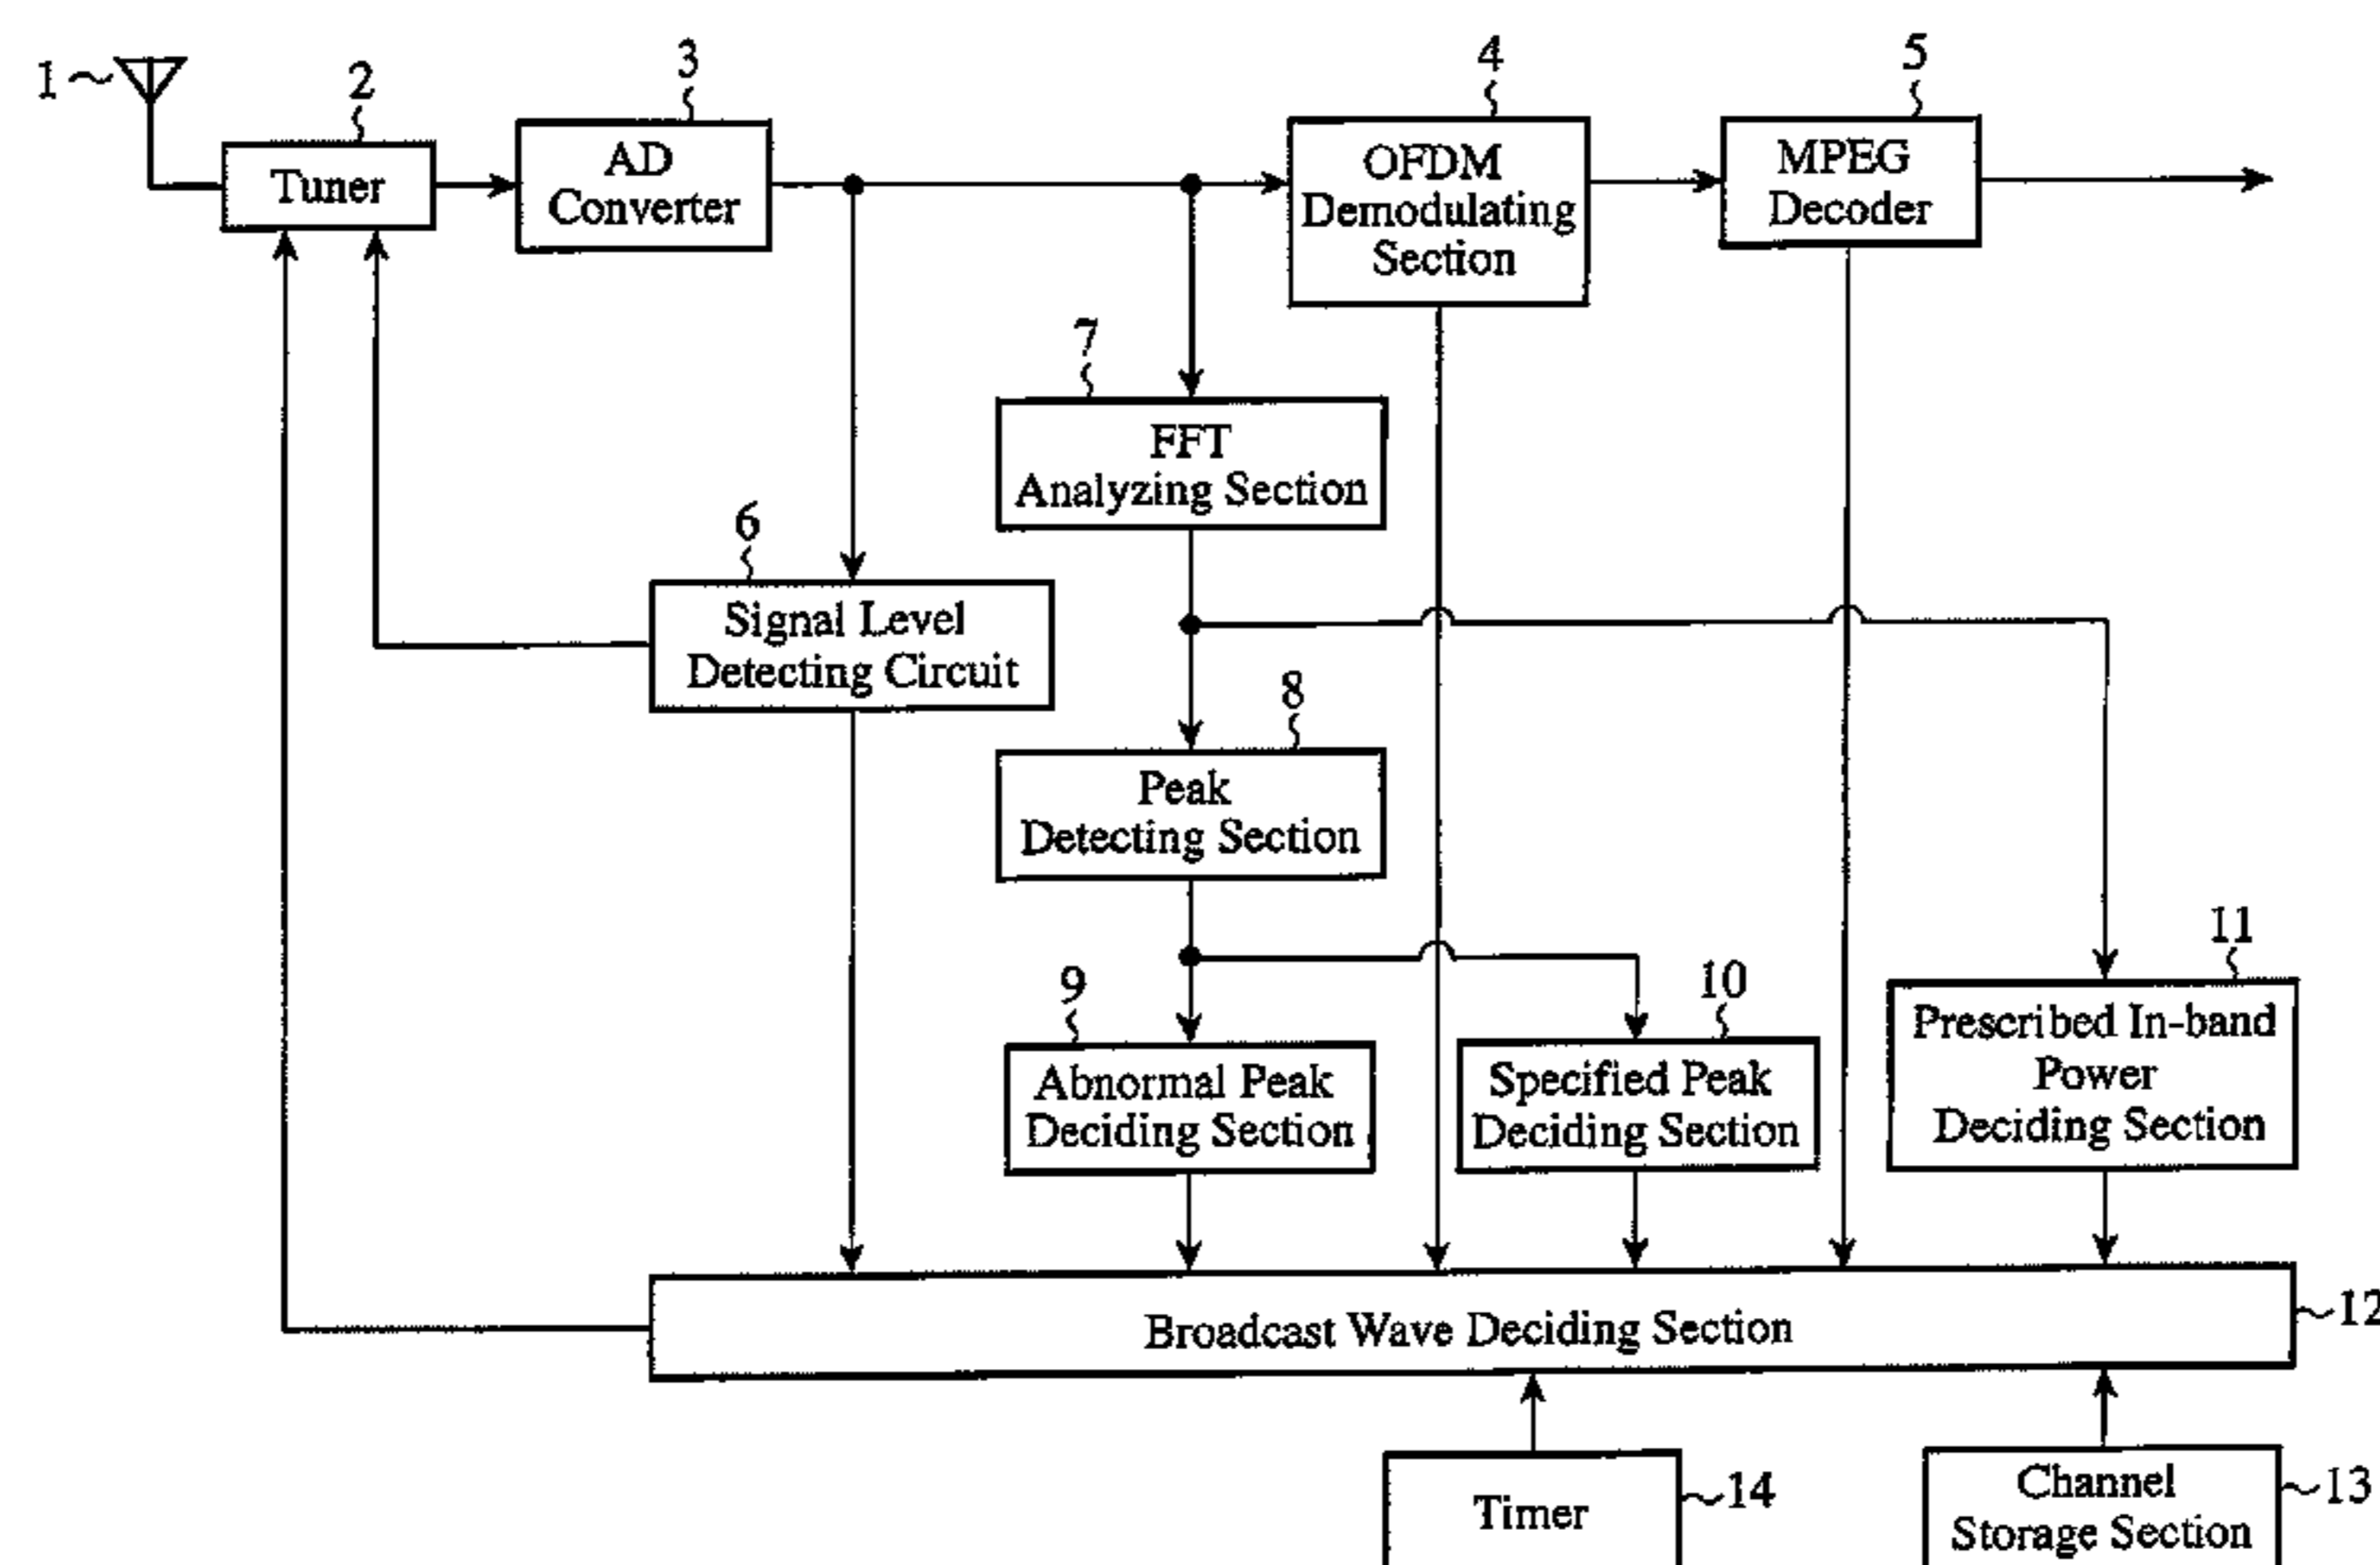 1
2
3
4
5
Tuner
AD
Converter
OFDM
Demodulating
Section
MPEG
Decoder
7
FFT
Analyzing Section
6
Signal Level
Detecting Circuit
8
Peak
Detecting Section
9
Abnormal Peak
Deciding Section
10
Specified Peak
Deciding Section
11
Prescribed In-band
Power
Deciding Section
Broadcast Wave Deciding Section
12
Timer
14
Channel
Storage Section
13